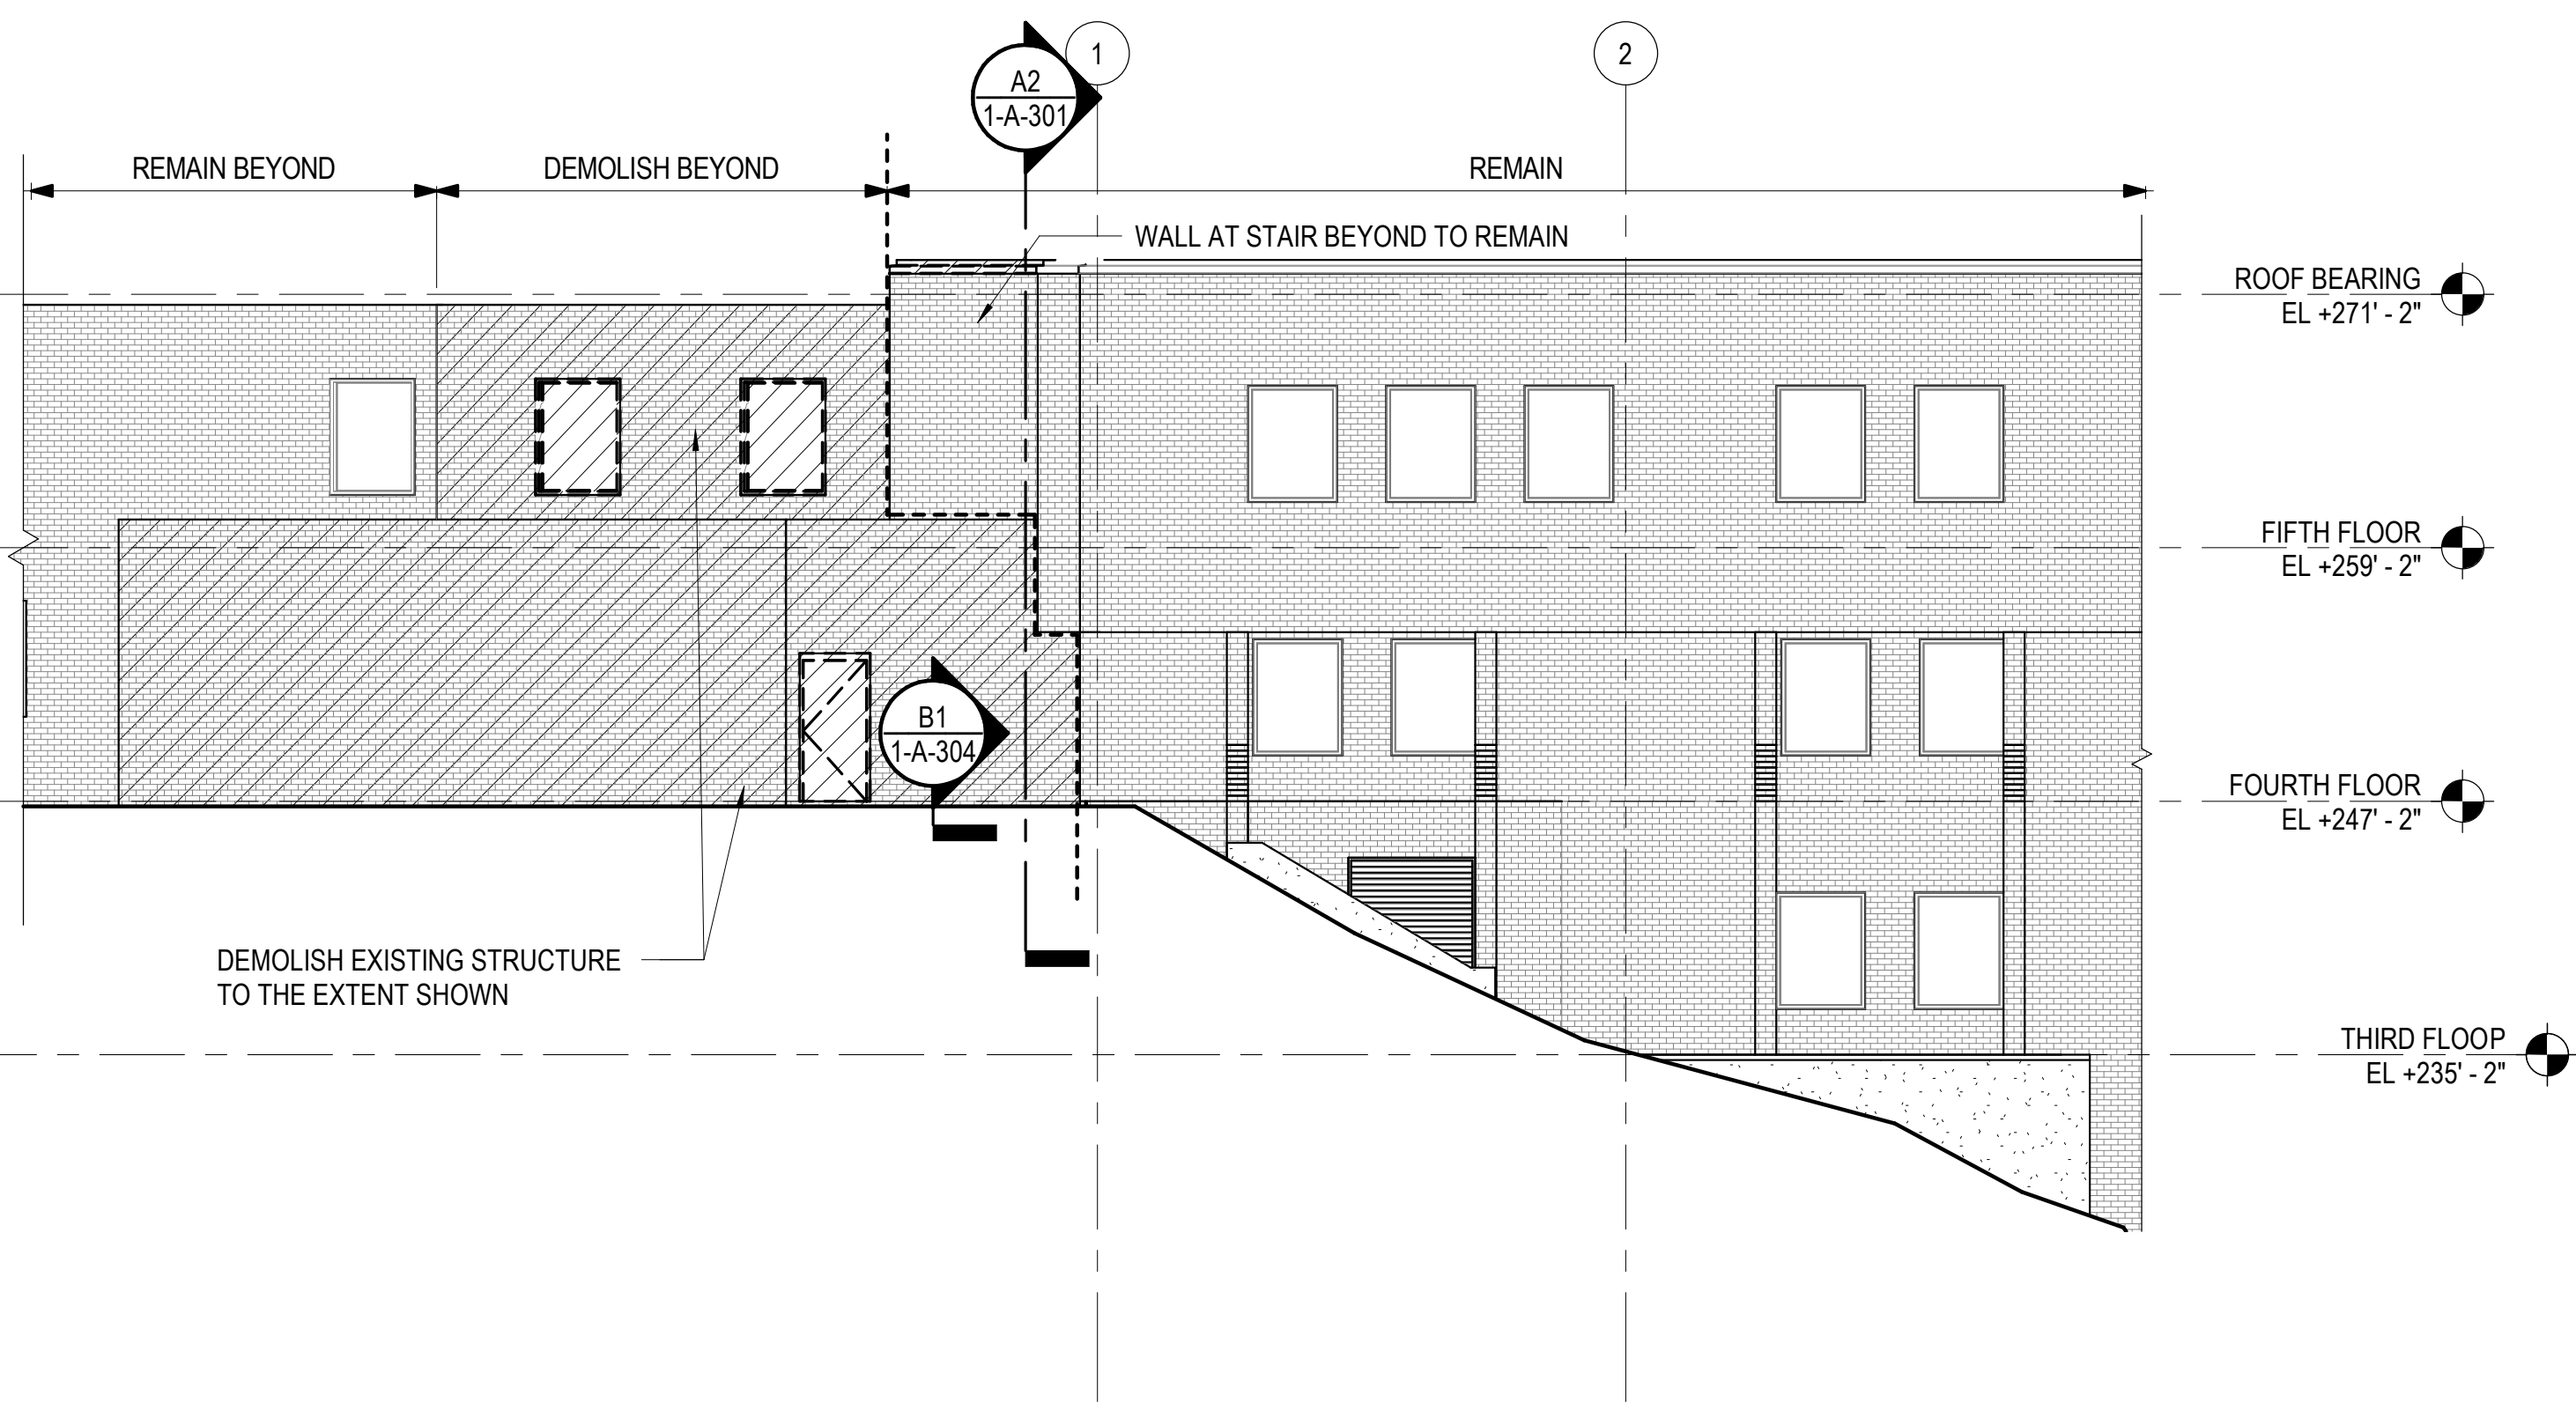 1
2
A2
1-A-301
REMAIN BEYOND
DEMOLISH BEYOND
REMAIN
WALL AT STAIR BEYOND TO REMAIN
ROOF BEARING
EL +271' - 2"
FIFTH FLOOR
EL +259' - 2"
B1
1-A-304
FOURTH FLOOR
EL +247' - 2"
DEMOLISH EXISTING STRUCTURE
TO THE EXTENT SHOWN
THIRD FLOOP
EL +235' - 2"